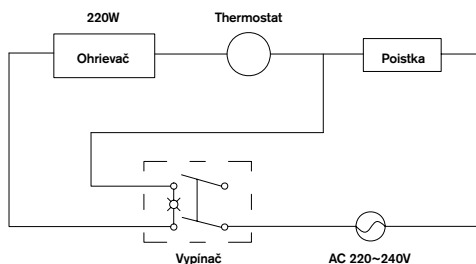 220W
Thermostat
Ohrievač
Poistka
Vypínač
AC 220~240V